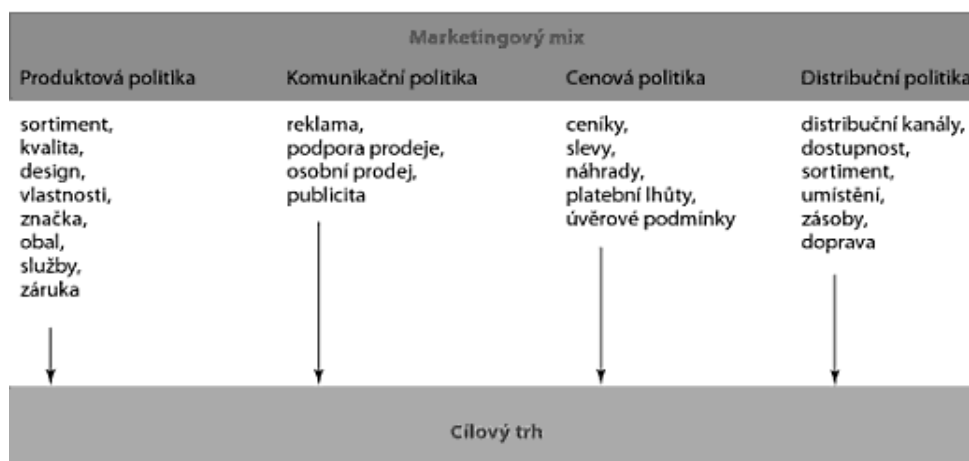 Marketingový mix
Produktová politika
Komunikační politika
Cenová politika
Distribuční politika
sortiment,
kvalita,
design,
vlastnosti,
značka,
obal,
služby,
záruka
reklama,
podpora prodeje,
osobní prodej,
publicita
ceníky,
slevy,
náhrady,
platební lhůty,
úvěrové podmínky
distribuční kanály,
dostupnost,
sortiment,
umístění,
zásoby,
doprava
Cílový trh